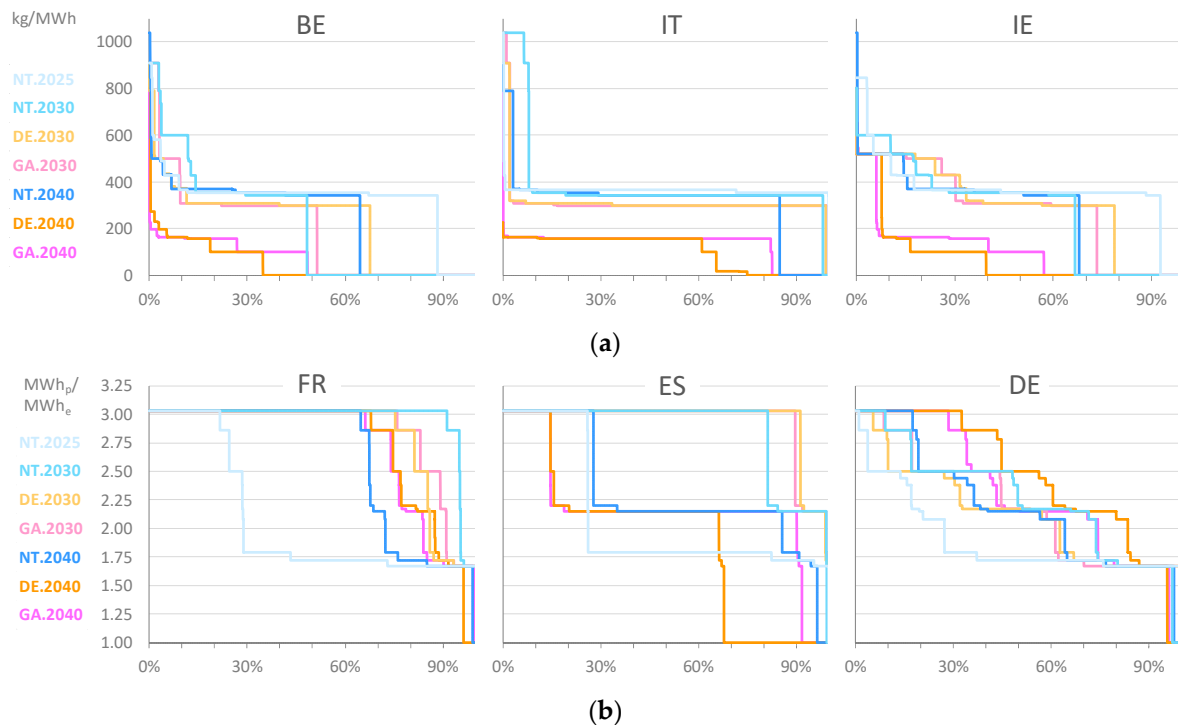 kg/MWh
BE
IT
IE
1000
800
600
400
200
0
NT.2025
NT.2030
DE.2030
GA.2030
NT.2040
DE.2040
GA.2040
0% 30% 60% 90%
0% 30% 60% 90%
0% 30% 60% 90%
(a)
MWhp/
MWhe
FR
ES
DE
3.25
3.00
2.75
2.50
2.25
2.00
1.75
1.50
1.25
1.00
NT.2025
NT.2030
DE.2030
GA.2030
NT.2040
DE.2040
GA.2040
0% 30% 60% 90%
0% 30% 60% 90%
0% 30% 60% 90%
(b)